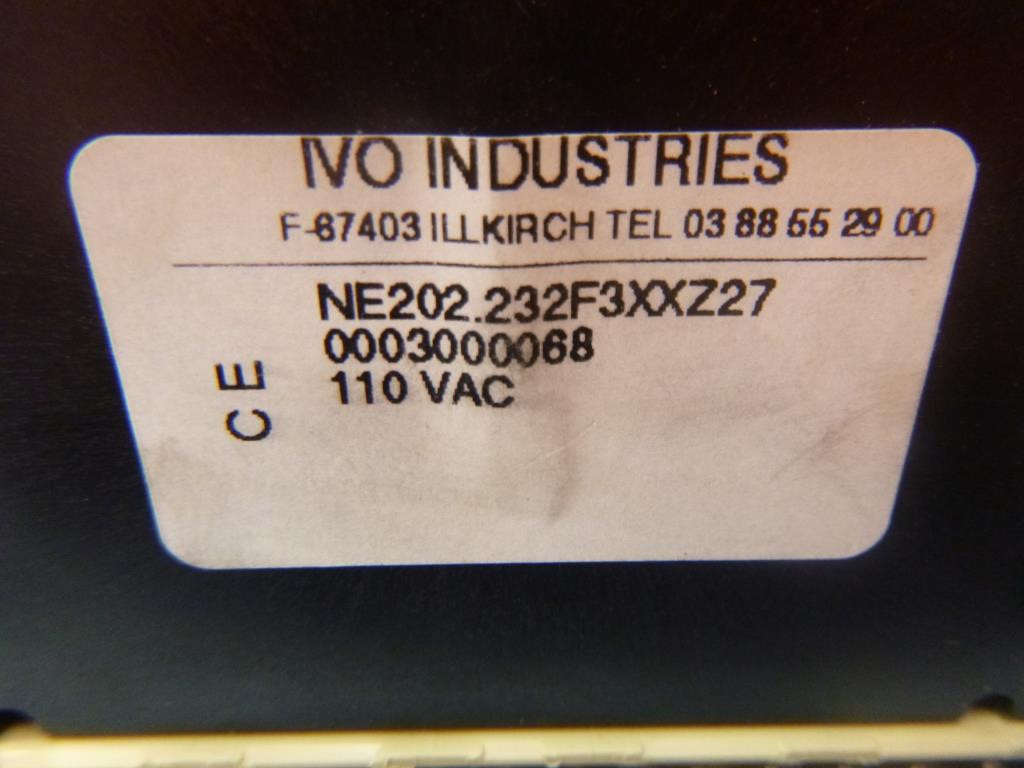 IVO INDUSTRIES
F-67403 ILLKIRCH TEL 03 88 55 29 00
NE202.232F3XXZ27
0003000068
110 VAC
CE